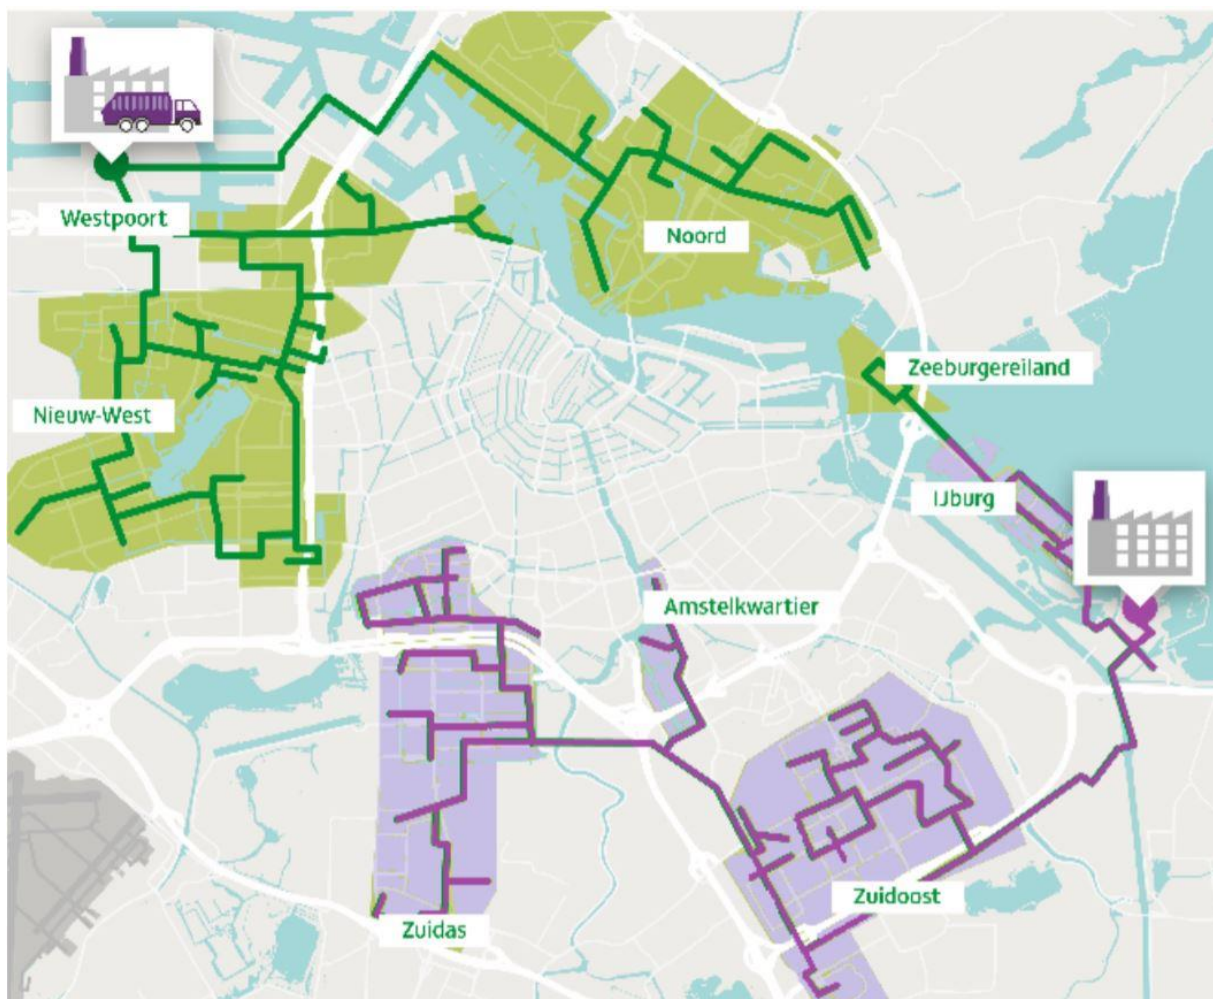 Westpoort
Noord
Zeeburgereiland
Nieuw-West
IJburg
Amstelkwartier
Zuidoost
Zuidas